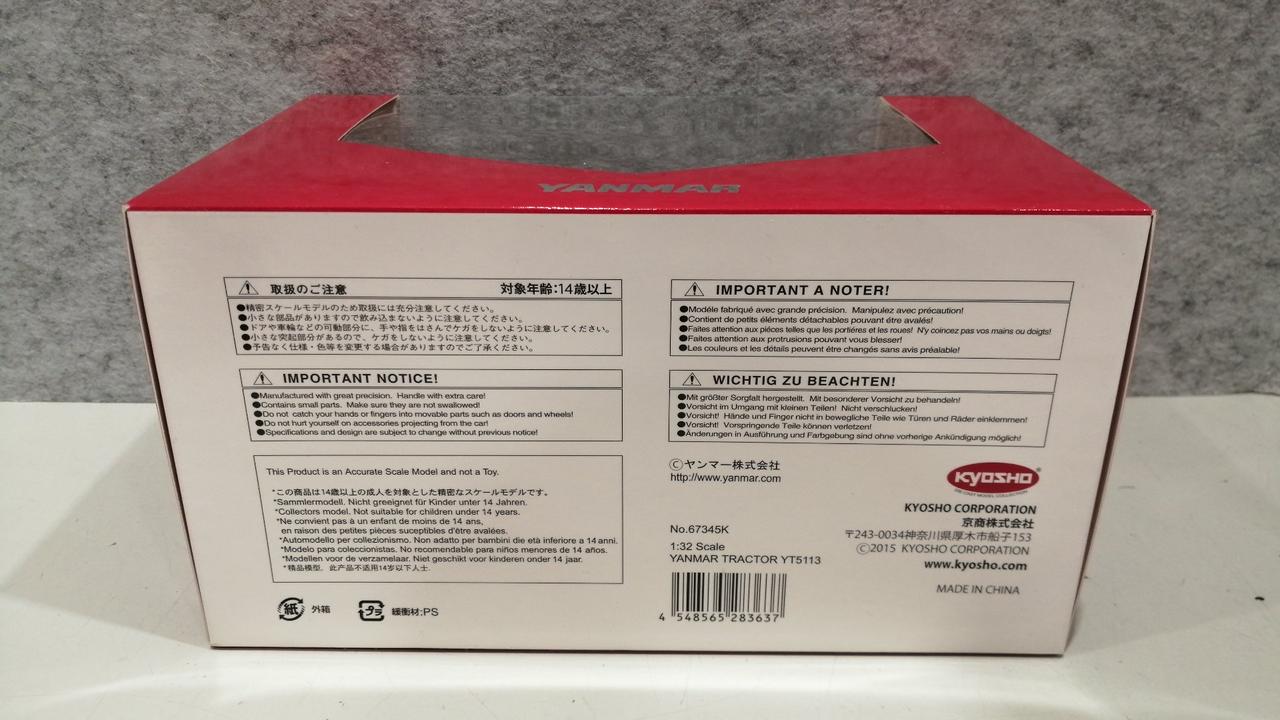 YANMAR
取扱のご注意 対象年齢:14歳以上
●精密スケールモデルのため取扱には充分注意してください。
●小さな部品がありますので飲み込まないように注意してください。
●ドアや車輪などの可動部分に、手や指をはさんでケガをしないように注意してください。
●小さな突起部分があるので、ケガをしないように注意してください。
●予告なく仕様・色等を変更する場合がありますのでご了承ください。
IMPORTANT NOTICE!
●Manufactured with great precision. Handle with extra care!
●Contains small parts. Make sure they are not swallowed!
●Do not catch your hands or fingers into movable parts such as doors and wheels!
●Do not hurt yourself on accessories projecting from the car!
●Specifications and design are subject to change without previous notice!
This Product is an Accurate Scale Model and not a Toy.
*この商品は14歳以上の成人を対象とした精密なスケールモデルです。
*Sammlermodell. Nicht geeignet für Kinder unter 14 Jahren.
*Collectors model. Not suitable for children under 14 years.
*Ne convient pas à un enfant de moins de 14 ans,
en raison des petites pièces suceptibles d'être avalées.
*Automodello per collezionismo. Non adatto per bambini die età inferiore a 14 anni.
*Modelo para coleccionistas. No recomendable para niños menores de 14 años.
*Modellen voor de verzamelaar. Niet geschikt voor kinderen onder 14 jaar.
*精品模型，此产品不适用14岁以下人士.
紙 外箱
プラ 緩衝材:PS
IMPORTANT A NOTER!
●Modéle fabriqué avec grande précision. Manipulez avec précaution!
●Contient de petits éléments détachables pouvant étre avalés!
●Faites attention aux piéces telles que les portiéres et les roues! N'y coincez pas vos mains ou doigts!
●Faites attention aux protrusions pouvant vous blesser!
●Les couleurs et les détails peuvent étre changés sans avis préalable!
WICHTIG ZU BEACHTEN!
●Mit größter Sorgfalt hergestellt. Mit besonderer Vorsicht zu behandeln!
●Vorsicht im Umgang mit kleinen Teilen! Nicht verschlucken!
●Vorsicht! Hände und Finger nicht in bewegliche Teile wie Türen und Räder einklemmen!
●Vorsicht! Vorspringende Teile können verletzen!
●Änderungen in Ausführung und Farbgebung sind ohne vorherige Ankündigung möglich!
Ⓒヤンマー株式会社
http://www.yanmar.com
No.67345K
1:32 Scale
YANMAR TRACTOR YT5113
4 548565 283637
KYOSHO
DIE-CAST MODEL COLLECTION
KYOSHO CORPORATION
京商株式会社
〒243-0034神奈川県厚木市船子153
Ⓒ2015 KYOSHO CORPORATION
www.kyosho.com
MADE IN CHINA